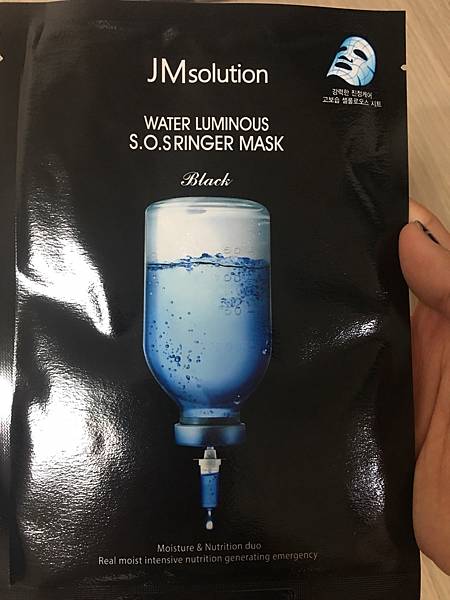 JMsolution
강력한 진정케어
고보습 셀룰로오스 시트
WATER LUMINOUS
S.O.S RINGER MASK
Black
50
Moisture & Nutrition duo
Real moist intensive nutrition generating emergency